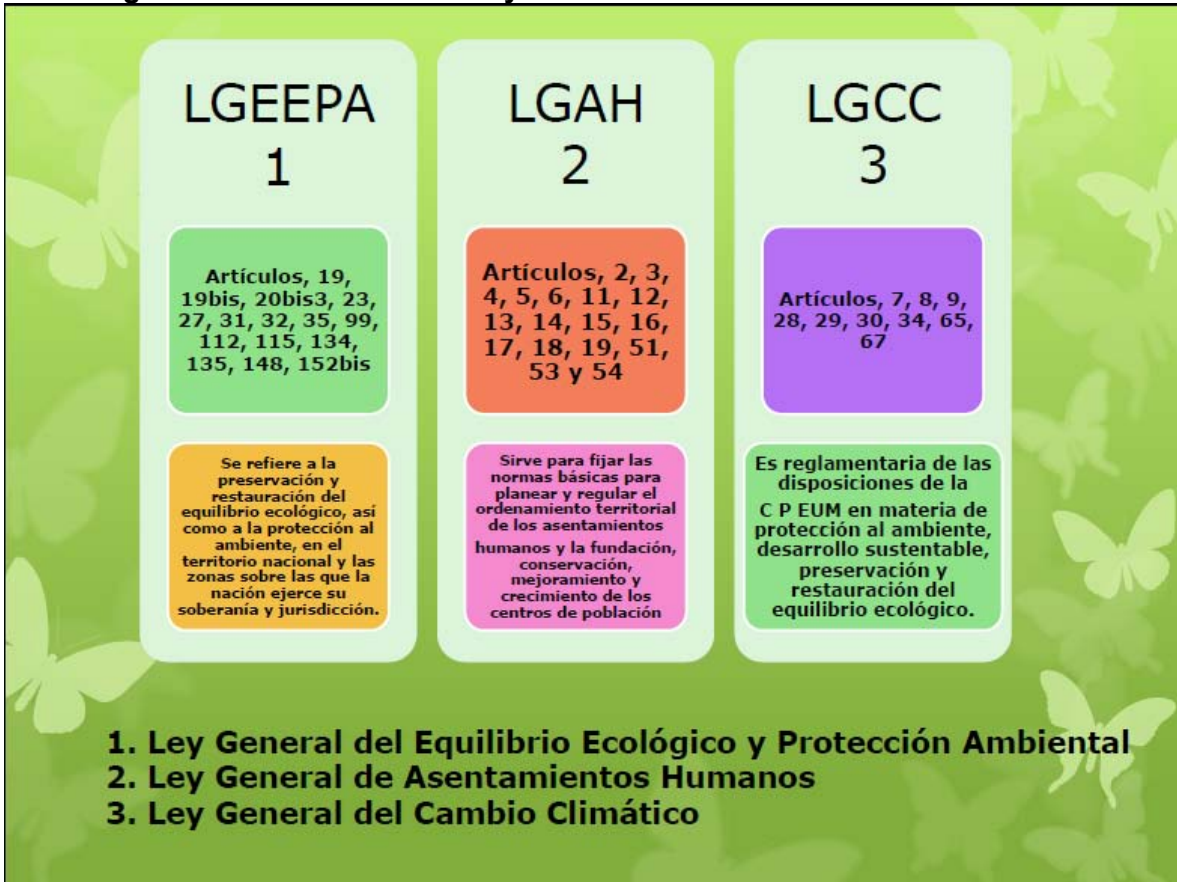 LGEEPA
1
Artículos, 19,
19bis, 20bis3, 23,
27, 31, 32, 35, 99,
112, 115, 134,
135, 148, 152bis
Se refiere a la
preservación y
restauración del
equilibrio ecológico, así
como a la protección al
ambiente, en el
territorio nacional y las
zonas sobre las que la
nación ejerce su
soberanía y jurisdicción.
LGAH
2
Artículos, 2, 3,
4, 5, 6, 11, 12,
13, 14, 15, 16,
17, 18, 19, 51,
53 y 54
Sirve para fijar las
normas básicas para
planear y regular el
ordenamiento territorial
de los asentamientos
humanos y la fundación,
conservación,
mejoramiento y
crecimiento de los
centros de población
LGCC
3
Artículos, 7, 8, 9,
28, 29, 30, 34, 65,
67
Es reglamentaria de las
disposiciones de la
C P EUM en materia de
protección al ambiente,
desarrollo sustentable,
preservación y
restauración del
equilibrio ecológico.
1. Ley General del Equilibrio Ecológico y Protección Ambiental
2. Ley General de Asentamientos Humanos
3. Ley General del Cambio Climático